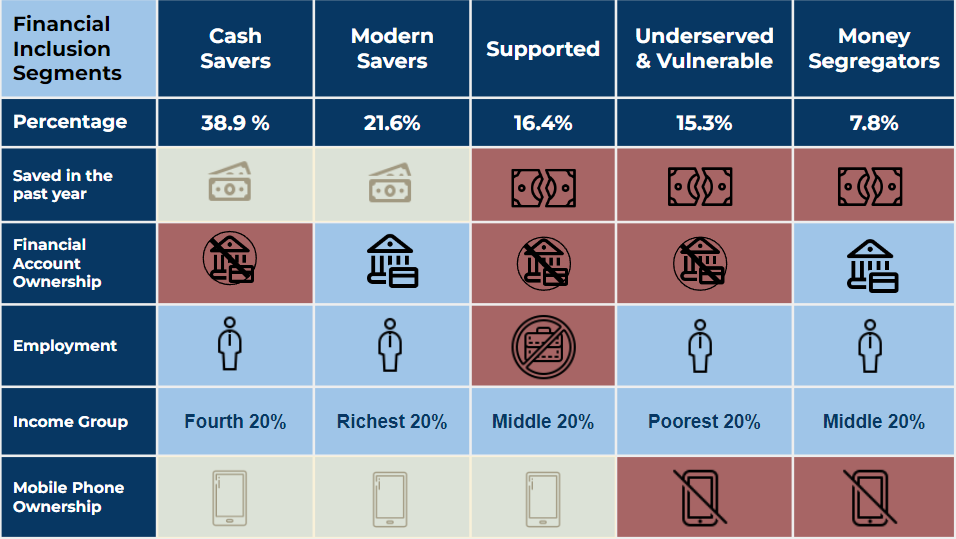 Financial
Inclusion
Segments
Cash
Savers
Modern
Savers
Supported
Underserved
& Vulnerable
Money
Segregators
Percentage
38.9 %
21.6%
16.4%
15.3%
7.8%
Saved in the
past year
Financial
Account
Ownership
Employment
Income Group
Fourth 20%
Richest 20%
Middle 20%
Poorest 20%
Middle 20%
Mobile Phone
Ownership